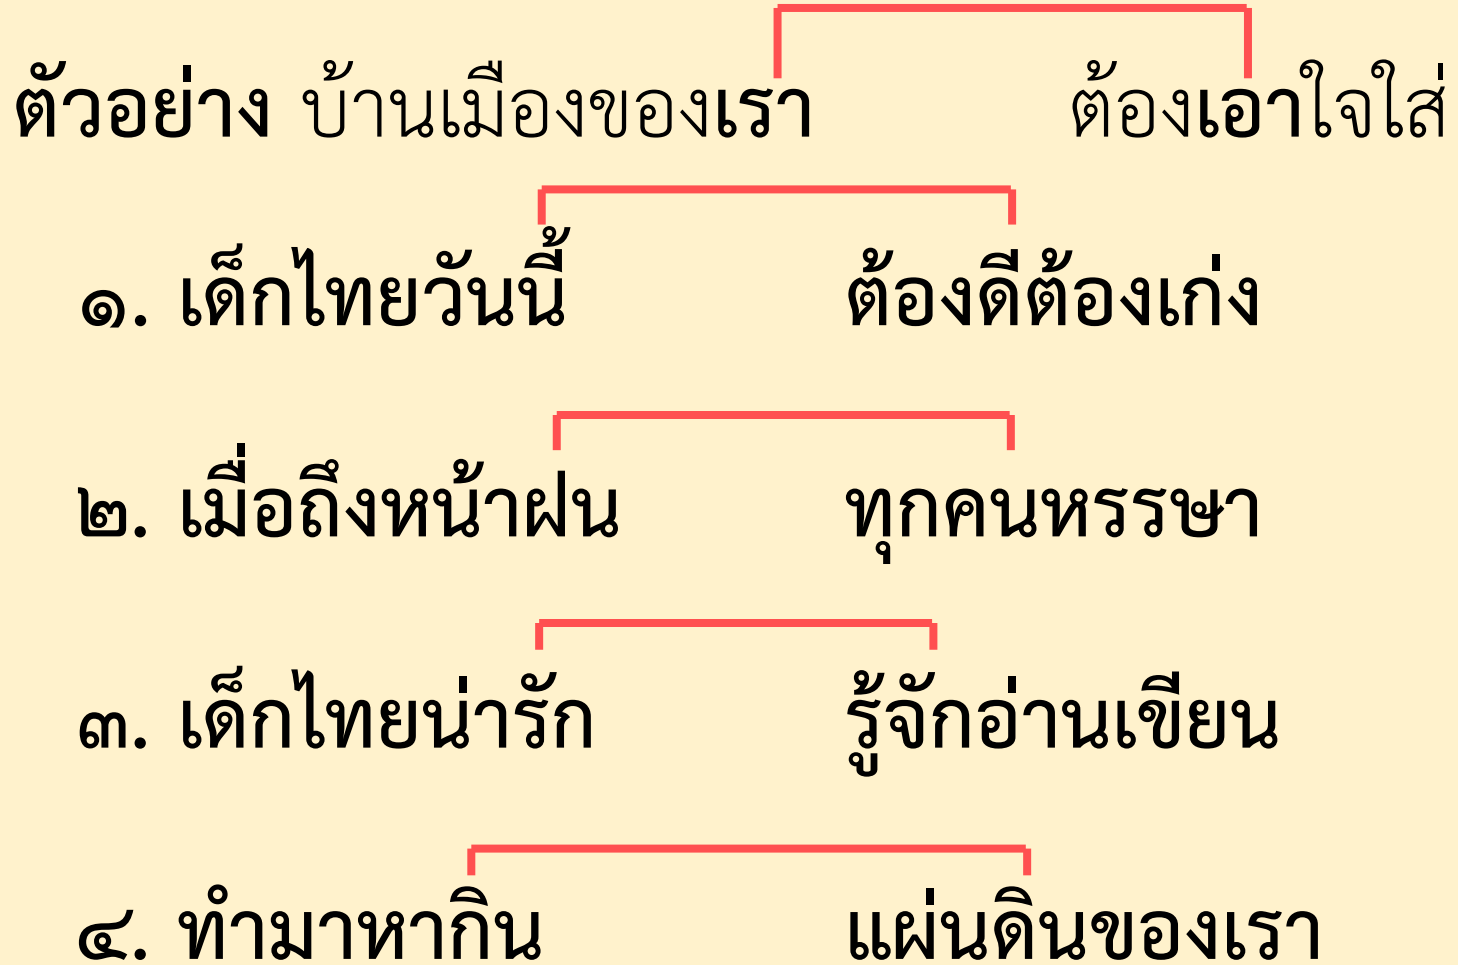 ตัวอย่าง บ้านเมืองของเรา ต้องเอาใจใส่
๑. เด็กไทยวันนี้ ต้องดีต้องเก่ง
๒. เมื่อถึงหน้าฝน ทุกคนหรรษา
๓. เด็กไทยน่ารัก รู้จักอ่านเขียน
๔. ทำมาหากิน แผ่นดินของเรา